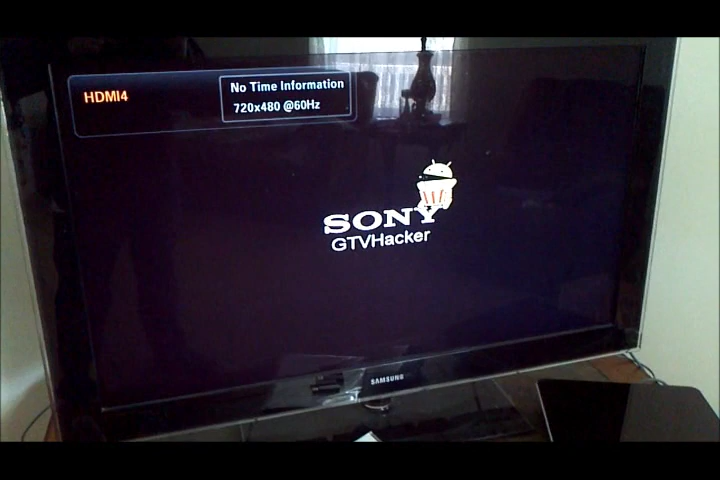 HDMI4
No Time Information
720x480 @60Hz
SONY
GTVHacker
SAMSUNG